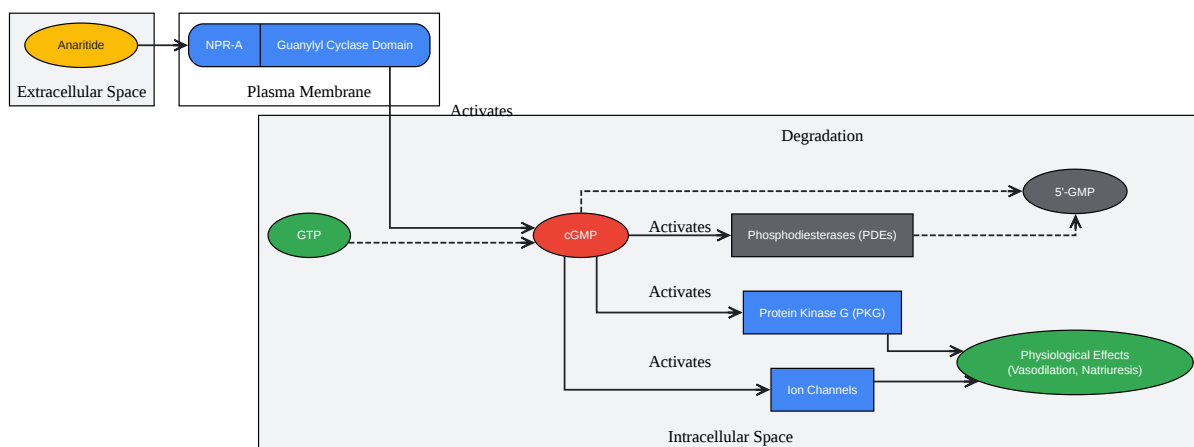 Anaritide
NPR-A
Guanylyl Cyclase Domain
Extracellular Space
Plasma Membrane
Activates
Degradation
5'-GMP
GTP
cGMP
Activates
Phosphodiesterases (PDEs)
Activates
Protein Kinase G (PKG)
Activates
Physiological Effects
(Vasodilation, Natriuresis)
Ion Channels
Intracellular Space